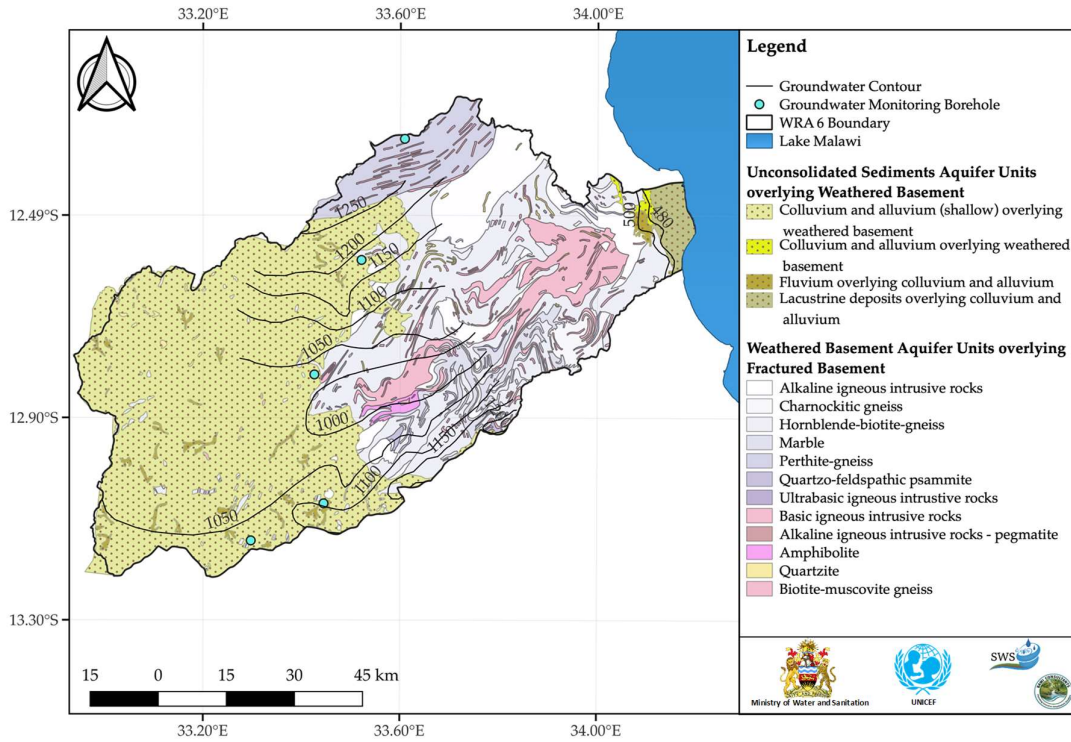 33.20°E 33.60°E 34.00°E
12.49°S
12.90°S
13.30°S
1250
1200
1150
1100
1050
1000
1150
1100
1050
500
480
15 0 15 30 45 km
33.20°E 33.60°E 34.00°E
Legend
Groundwater Contour
Groundwater Monitoring Borehole
WRA 6 Boundary
Lake Malawi
Unconsolidated Sediments Aquifer Units
overlying Weathered Basement
Colluvium and alluvium (shallow) overlying
weathered basement
Colluvium and alluvium overlying weathered
basement
Fluvium overlying colluvium and alluvium
Lacustrine deposits overlying colluvium and
alluvium
Weathered Basement Aquifer Units overlying
Fractured Basement
Alkaline igneous intrusive rocks
Charnockitic gneiss
Hornblende-biotite-gneiss
Marble
Perthite-gneiss
Quartzo-feldspathic psammite
Ultrabasic igneous intrustive rocks
Basic igneous intrusive rocks
Alkaline igneous intrusive rocks - pegmatite
Amphibolite
Quartzite
Biotite-muscovite gneiss
Ministry of Water and Sanitation
UNICEF
SWS